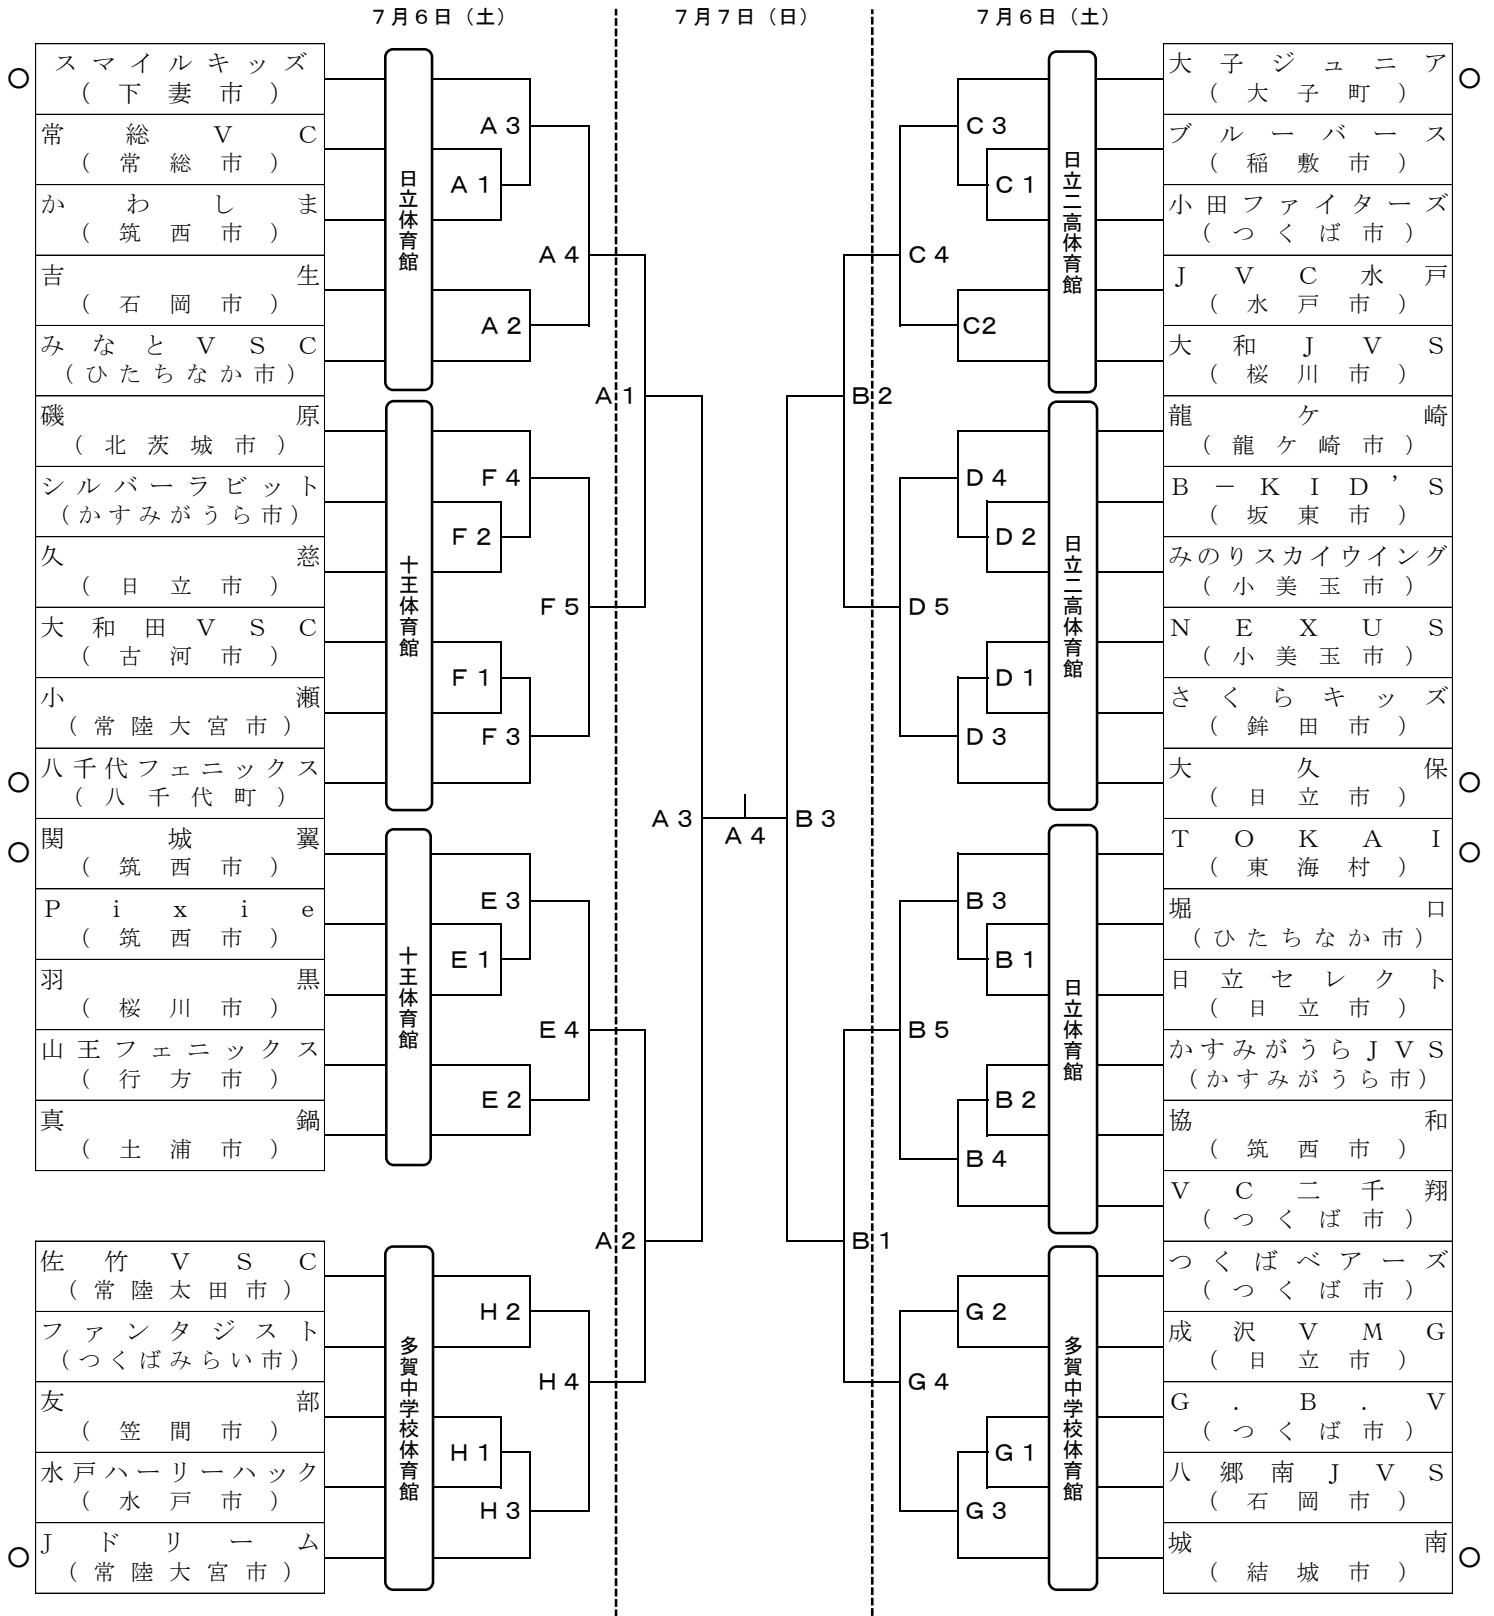 7月6日（土）
7月7日（日）
7月6日（土）
○
スマイルキッズ
（下妻市）
常総VC
（常総市）
かわしま
（筑西市）
吉生
（石岡市）
みなとVSC
（ひたちなか市）
磯原
（北茨城市）
シルバーラビット
（かすみがうら市）
久慈
（日立市）
大和田VSC
（古河市）
小瀬
（常陸大宮市）
○
八千代フェニックス
（八千代町）
○
関城翼
（筑西市）
Pixie
（筑西市）
羽黒
（桜川市）
山王フェニックス
（行方市）
真鍋
（土浦市）
佐竹VSC
（常陸太田市）
ファンタジスト
（つくばみらい市）
友部
（笠間市）
水戸ハーリーハック
（水戸市）
○
Jドリーム
（常陸大宮市）
日立体育館
十王体育館
十王体育館
多賀中学校体育館
A3
A1
A4
A2
F4
F2
F5
F1
F3
E3
E1
E4
E2
H2
H4
H1
H3
A1
A2
A3
A4
B3
B2
B1
C3
C1
C4
C2
D4
D2
D5
D1
D3
B3
B1
B5
B2
B4
G2
G4
G1
G3
日立二高体育館
日立二高体育館
日立体育館
多賀中学校体育館
大子ジュニア
（大子町）
○
ブルーバース
（稲敷市）
小田ファイターズ
（つくば市）
JVC水戸
（水戸市）
大和JVS
（桜川市）
龍ケ崎
（龍ケ崎市）
B－KID’S
（坂東市）
みのりスカイウイング
（小美玉市）
NEXUS
（小美玉市）
さくらキッズ
（鉾田市）
大久保
（日立市）
○
TOKAI
（東海村）
○
堀口
（ひたちなか市）
日立セレクト
（日立市）
かすみがうらJVS
（かすみがうら市）
協和
（筑西市）
VC二千翔
（つくば市）
つくばベアーズ
（つくば市）
成沢VMG
（日立市）
G.B.V
（つくば市）
八郷南JVS
（石岡市）
城南
（結城市）
○